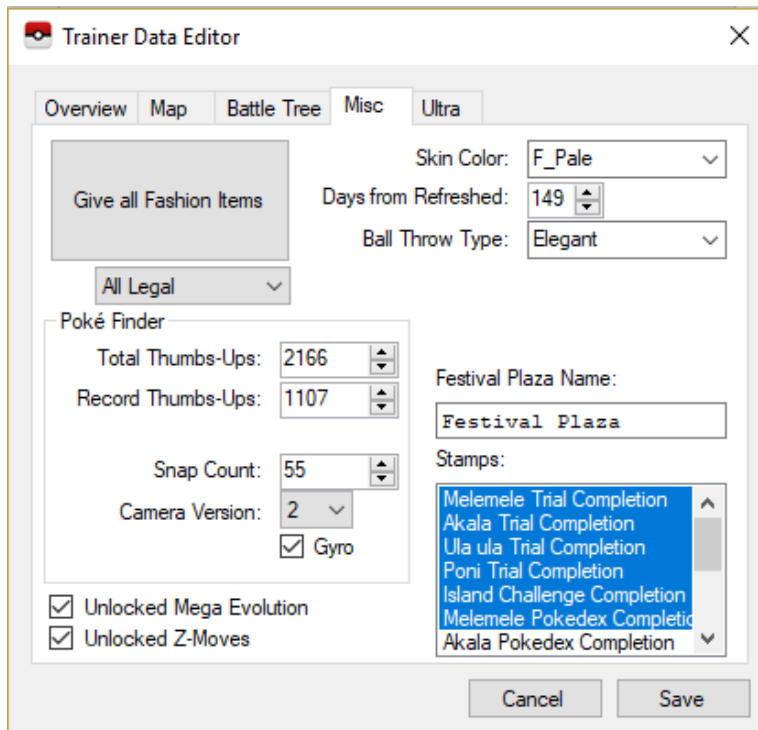 Trainer Data Editor
Overview Map Battle Tree Misc Ultra
Give all Fashion Items
All Legal
Skin Color: F_Pale
Days from Refreshed: 149
Ball Throw Type: Elegant
Poké Finder
Total Thumbs-Ups: 2166
Record Thumbs-Ups: 1107
Snap Count: 55
Camera Version: 2
Gyro
Unlocked Mega Evolution
Unlocked Z-Moves
Festival Plaza Name:
Festival Plaza
Stamps:
Melemele Trial Completion
Akala Trial Completion
Ula ula Trial Completion
Poni Trial Completion
Island Challenge Completion
Melemele Pokedex Completic
Akala Pokedex Completion
Cancel Save